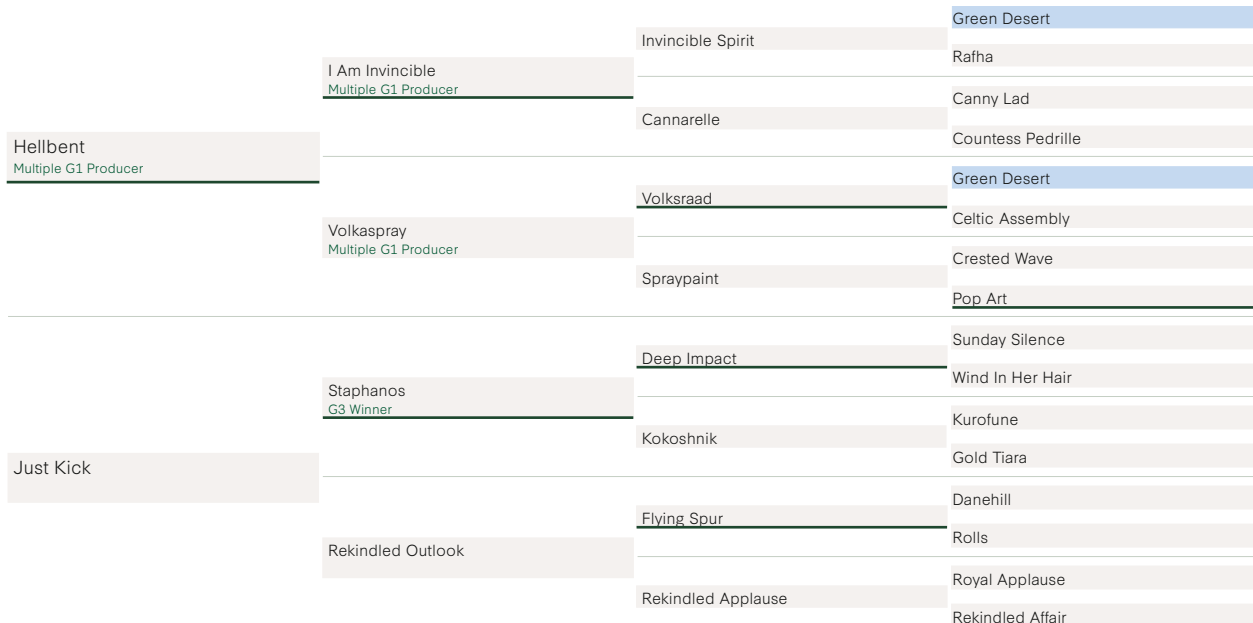 Hellbent
Multiple G1 Producer
Just Kick
I Am Invincible
Multiple G1 Producer
Volkaspray
Multiple G1 Producer
Staphanos
G3 Winner
Rekindled Outlook
Invincible Spirit
Cannarelle
Volksraad
Spraypaint
Deep Impact
Kokoshnik
Flying Spur
Rekindled Applause
Green Desert
Rafha
Canny Lad
Countess Pedrille
Green Desert
Celtic Assembly
Crested Wave
Pop Art
Sunday Silence
Wind In Her Hair
Kurofune
Gold Tiara
Danehill
Rolls
Royal Applause
Rekindled Affair